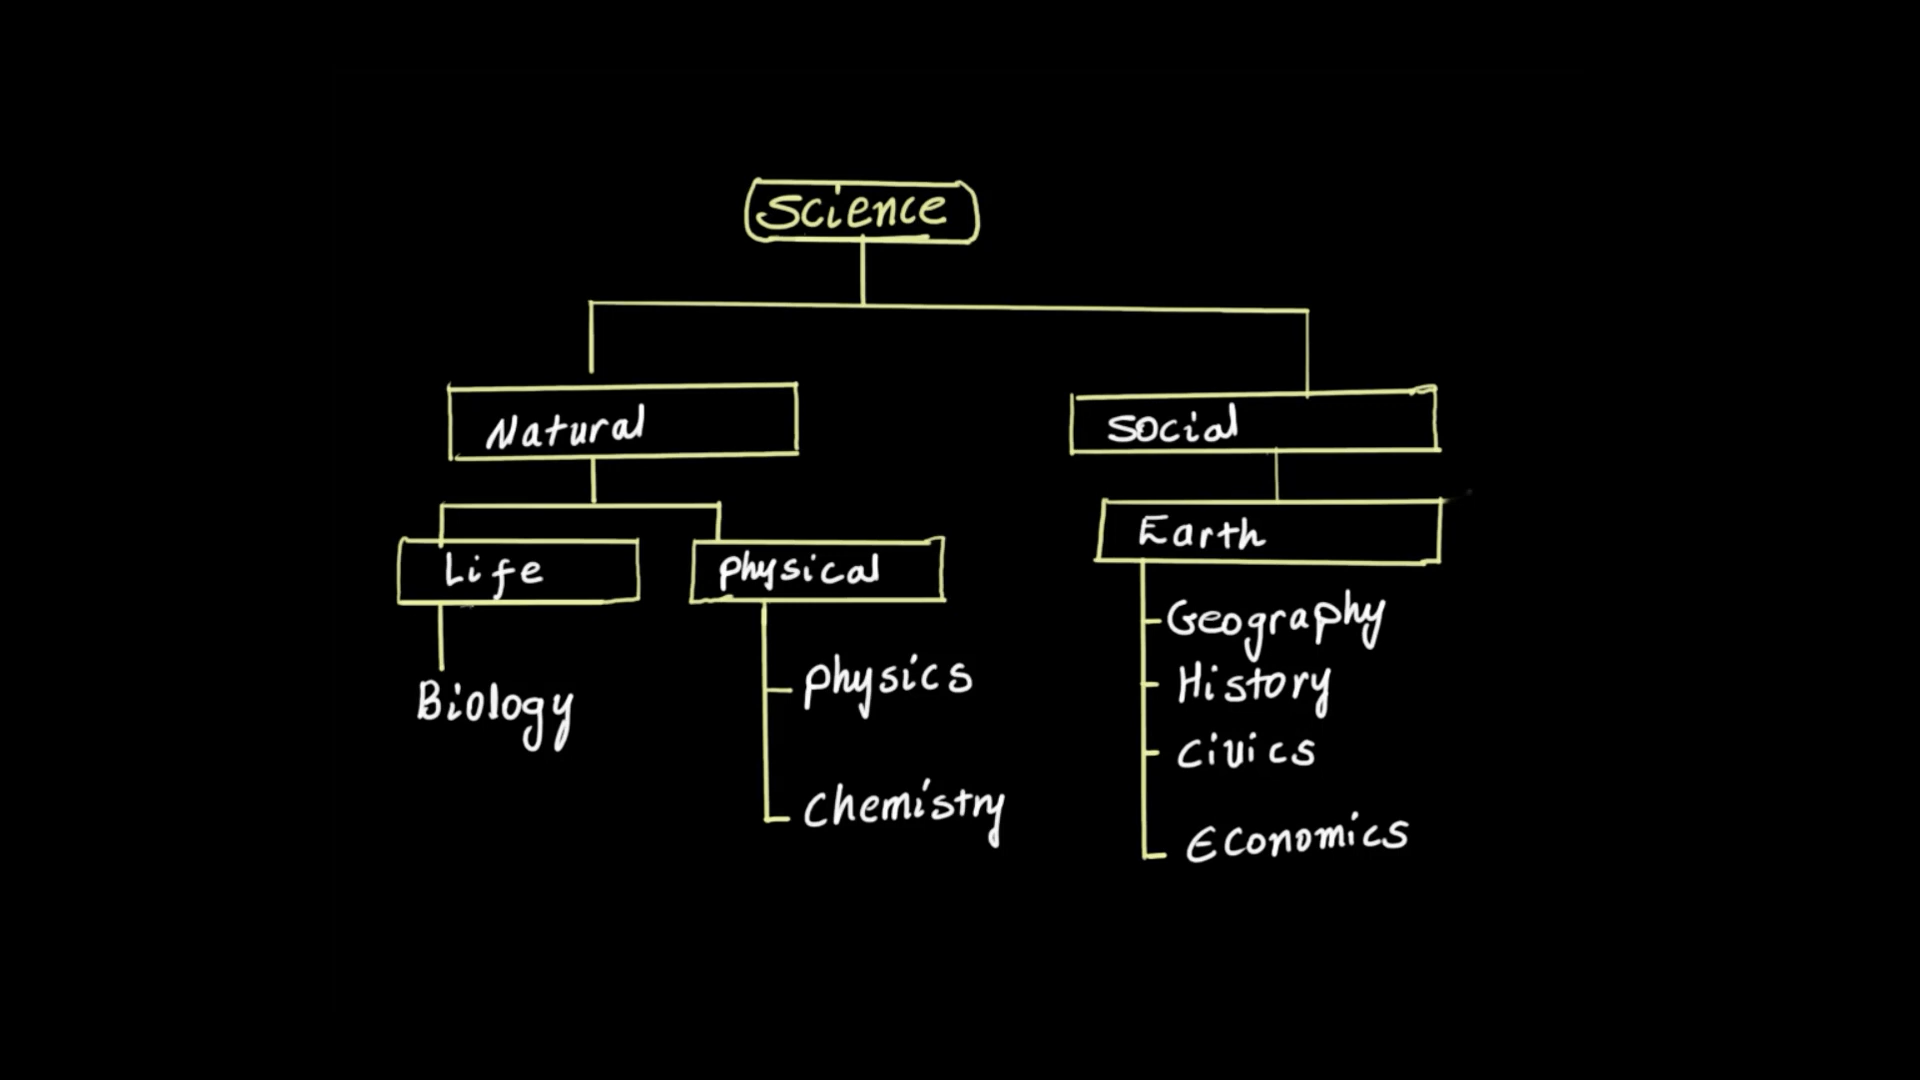 Science
Natural
Social
Life
Physical
Earth
Biology
Physics
Chemistry
Geography
History
Civics
Economics